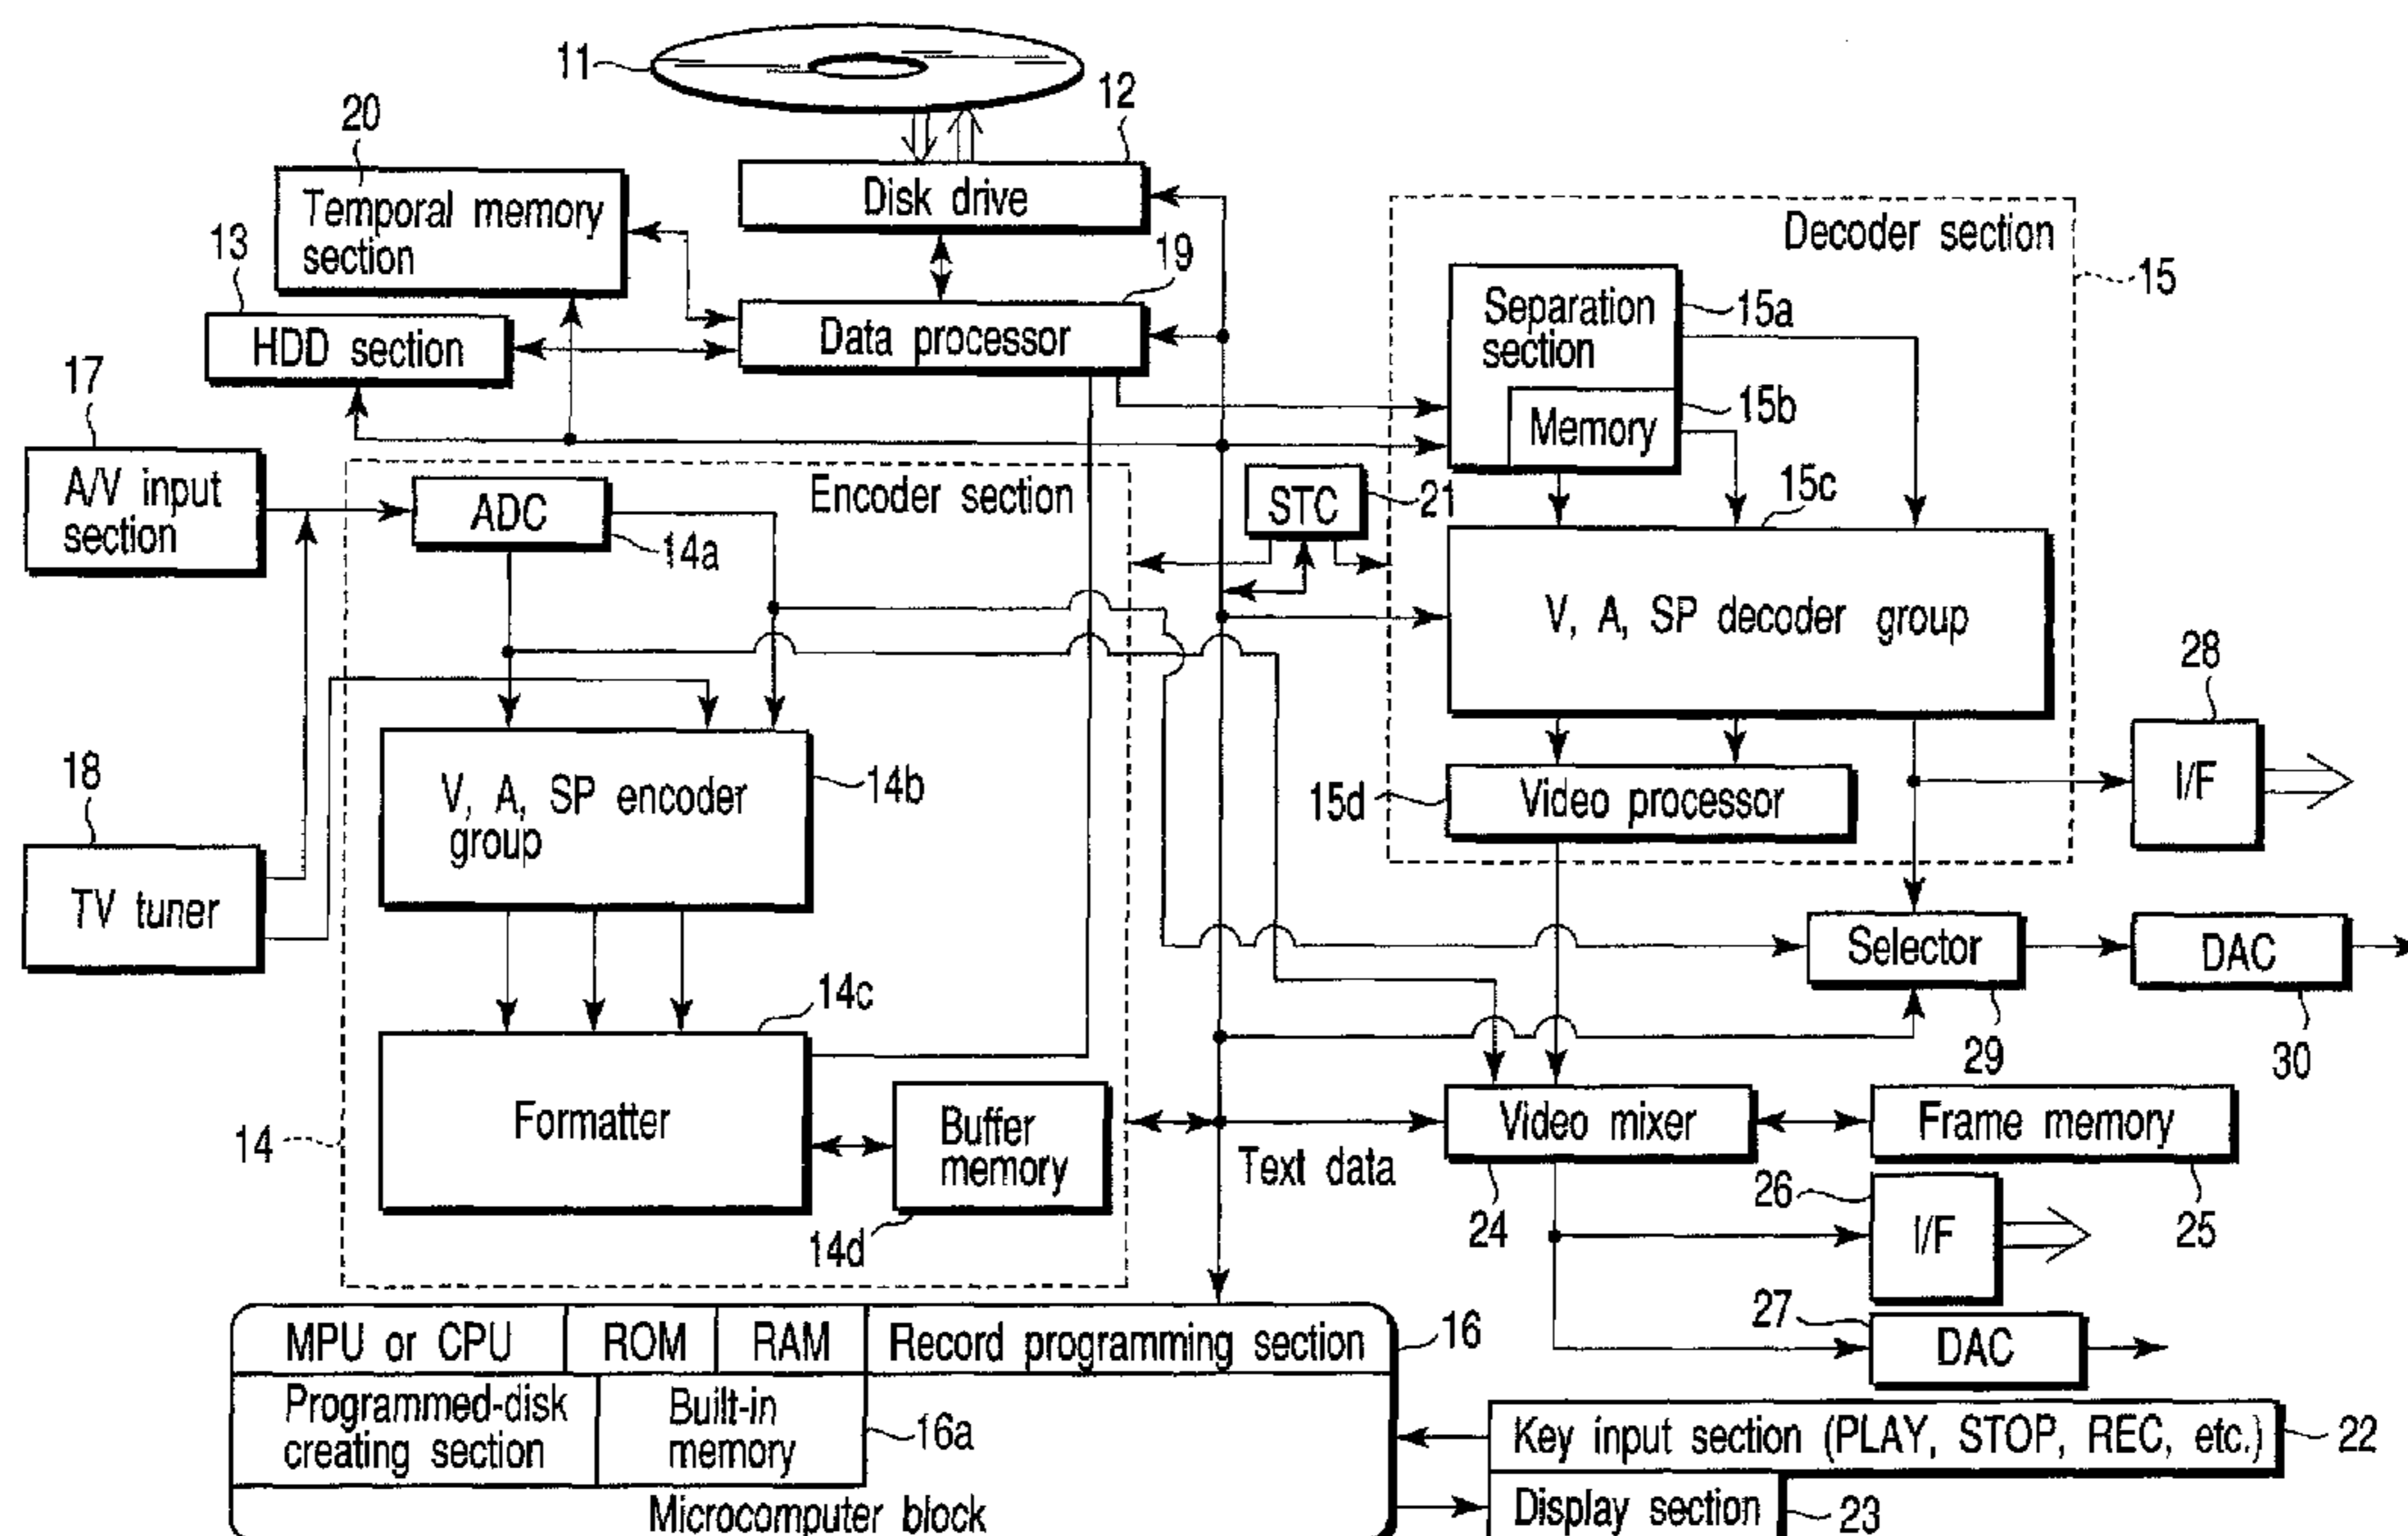 11
12
20
Disk drive
Temporal memory
section
13
19
Decoder section
15
HDD section
Data processor
Separation
section
15a
Memory
15b
17
A/V input
section
Encoder section
ADC
14a
STC
21
15c
V, A, SP decoder group
28
I/F
18
TV tuner
V, A, SP encoder
group
14b
15d
Video processor
Selector
29
DAC
30
14c
Formatter
14
Buffer
memory
14d
Text data
Video mixer
24
Frame memory
25
26
I/F
27
DAC
MPU or CPU
ROM
RAM
Record programming section
16
Programmed-disk
creating section
Built-in
memory
16a
Microcomputer block
Key input section (PLAY, STOP, REC, etc.)
22
Display section
23